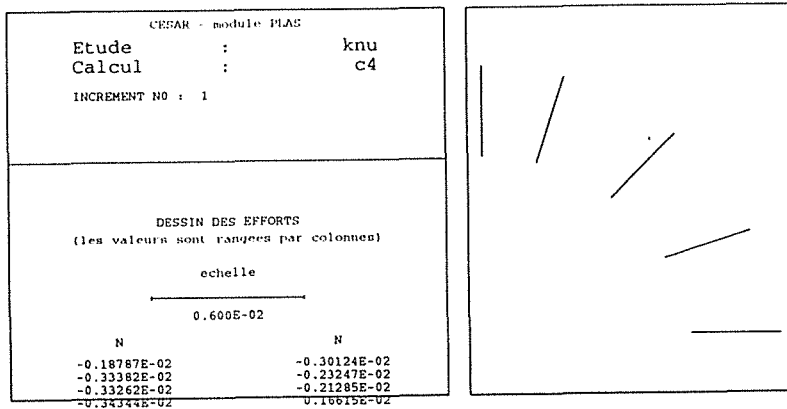 CESAR - module PLAS
Etude : knu
Calcul : c4
INCREMENT N0 : 1
DESSIN DES EFFORTS
(les valeurs sont rangees par colonnes)
echelle
0.600E-02
N N
-0.18787E-02 -0.30124E-02
-0.33382E-02 -0.23247E-02
-0.33262E-02 -0.21285E-02
-0.34344E-02 0.16615E-02